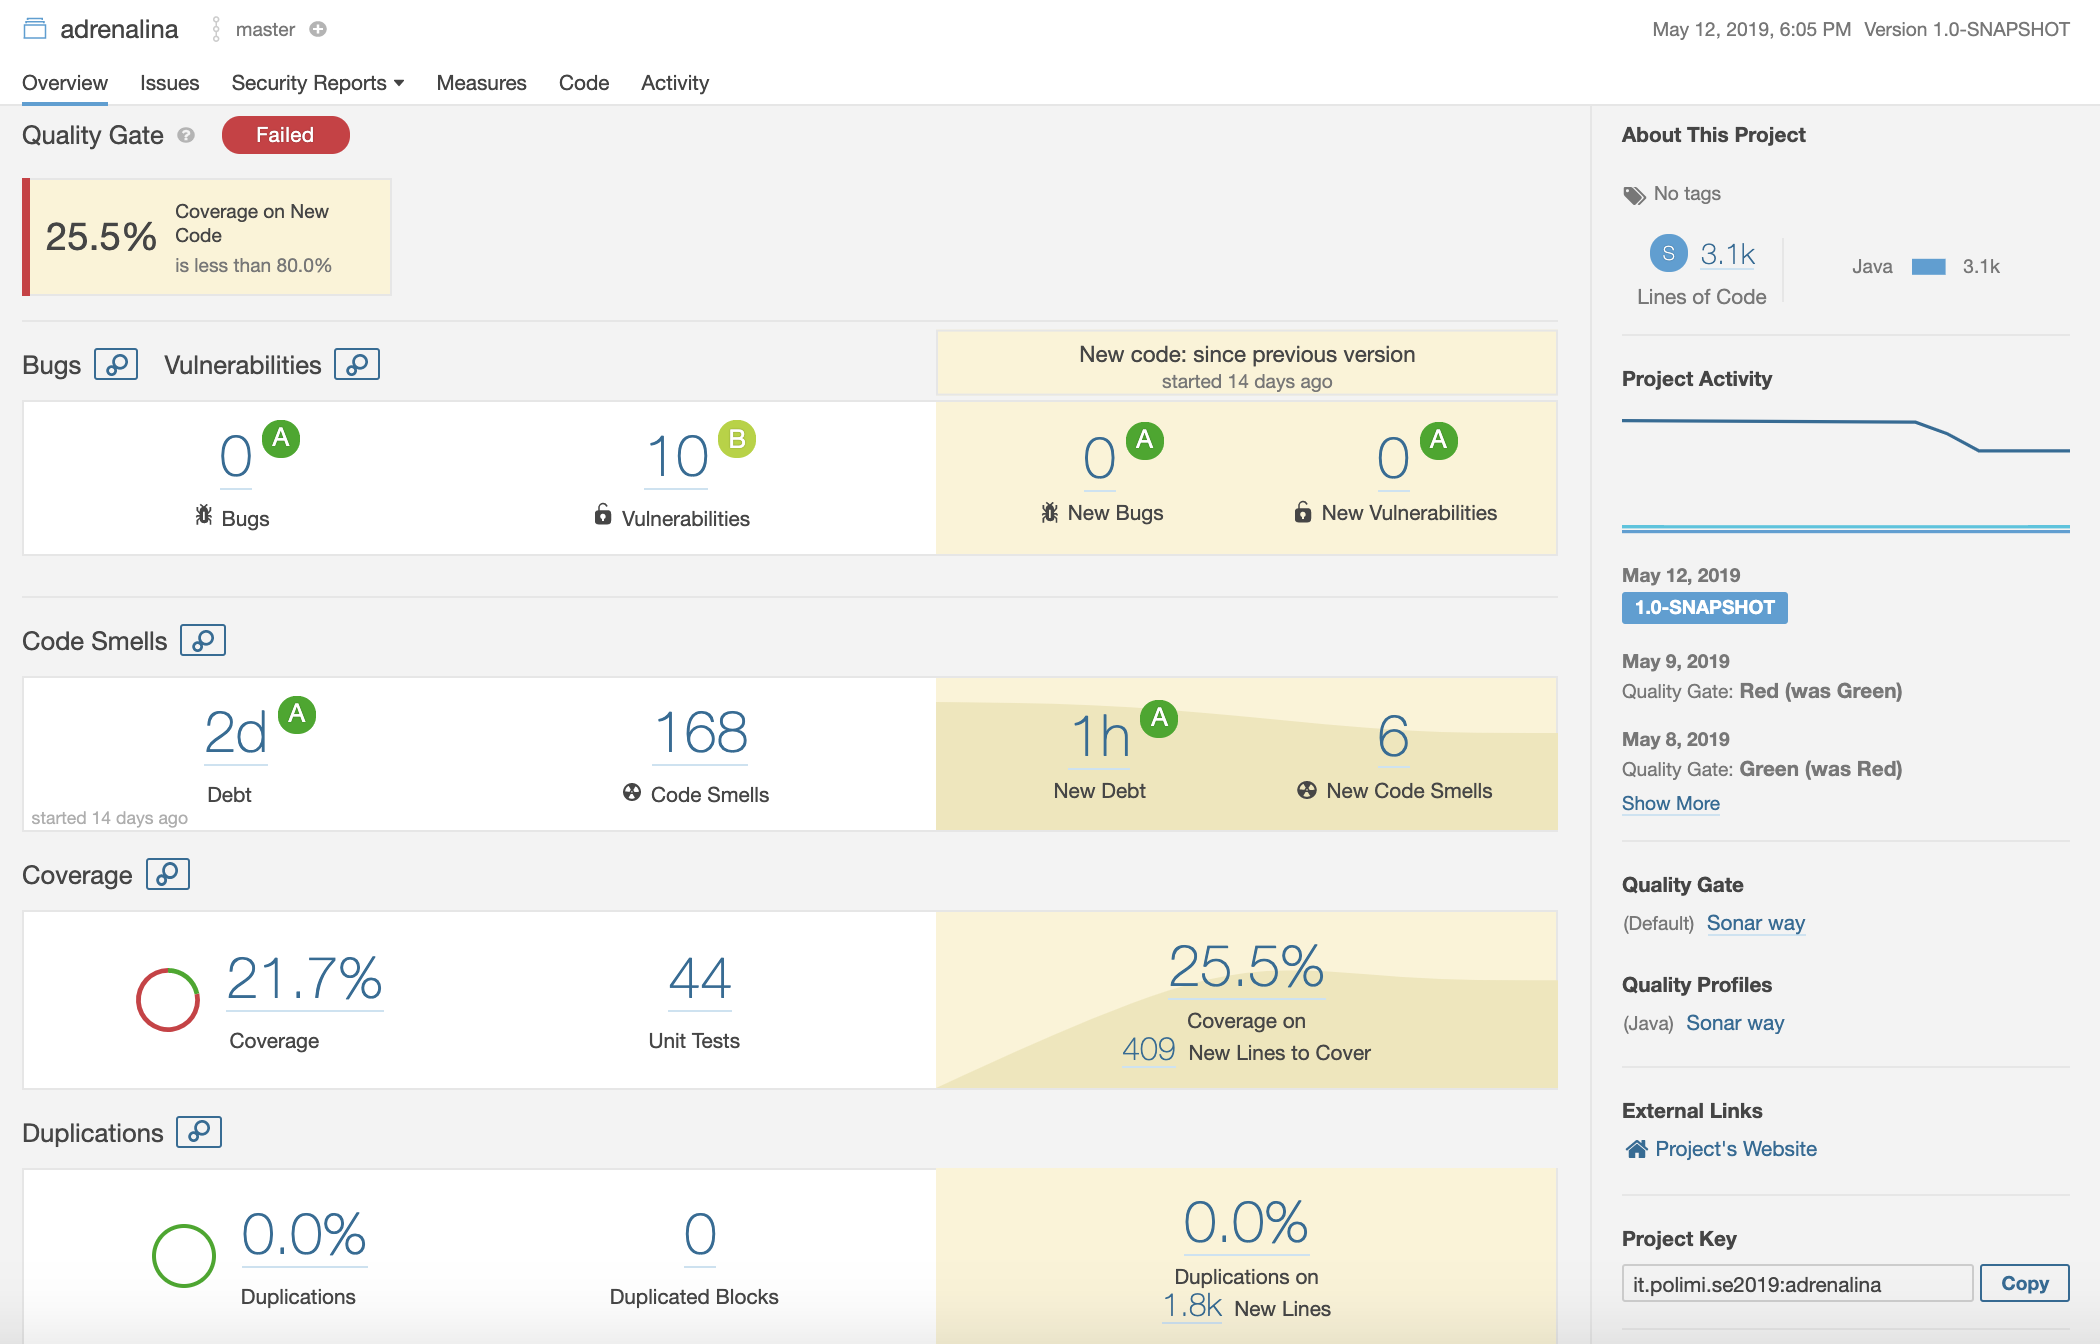 adrenalina
master
May 12, 2019, 6:05 PM Version 1.0-SNAPSHOT
Overview
Issues
Security Reports
Measures
Code
Activity
Quality Gate ?
Failed
25.5%
Coverage on New
Code
is less than 80.0%
Bugs
Vulnerabilities
New code: since previous version
started 14 days ago
0 A
Bugs
10 B
Vulnerabilities
0 A
New Bugs
0 A
New Vulnerabilities
Code Smells
2d A
Debt
started 14 days ago
168
Code Smells
1h A
New Debt
6
New Code Smells
Coverage
21.7%
Coverage
44
Unit Tests
25.5%
Coverage on
409 New Lines to Cover
Duplications
0.0%
Duplications
0
Duplicated Blocks
0.0%
Duplications on
1.8k New Lines
About This Project
No tags
S 3.1k
Lines of Code
Java 3.1k
Project Activity
May 12, 2019
1.0-SNAPSHOT
May 9, 2019
Quality Gate: Red (was Green)
May 8, 2019
Quality Gate: Green (was Red)
Show More
Quality Gate
(Default) Sonar way
Quality Profiles
(Java) Sonar way
External Links
Project's Website
Project Key
it.polimi.se2019:adrenalina
Copy